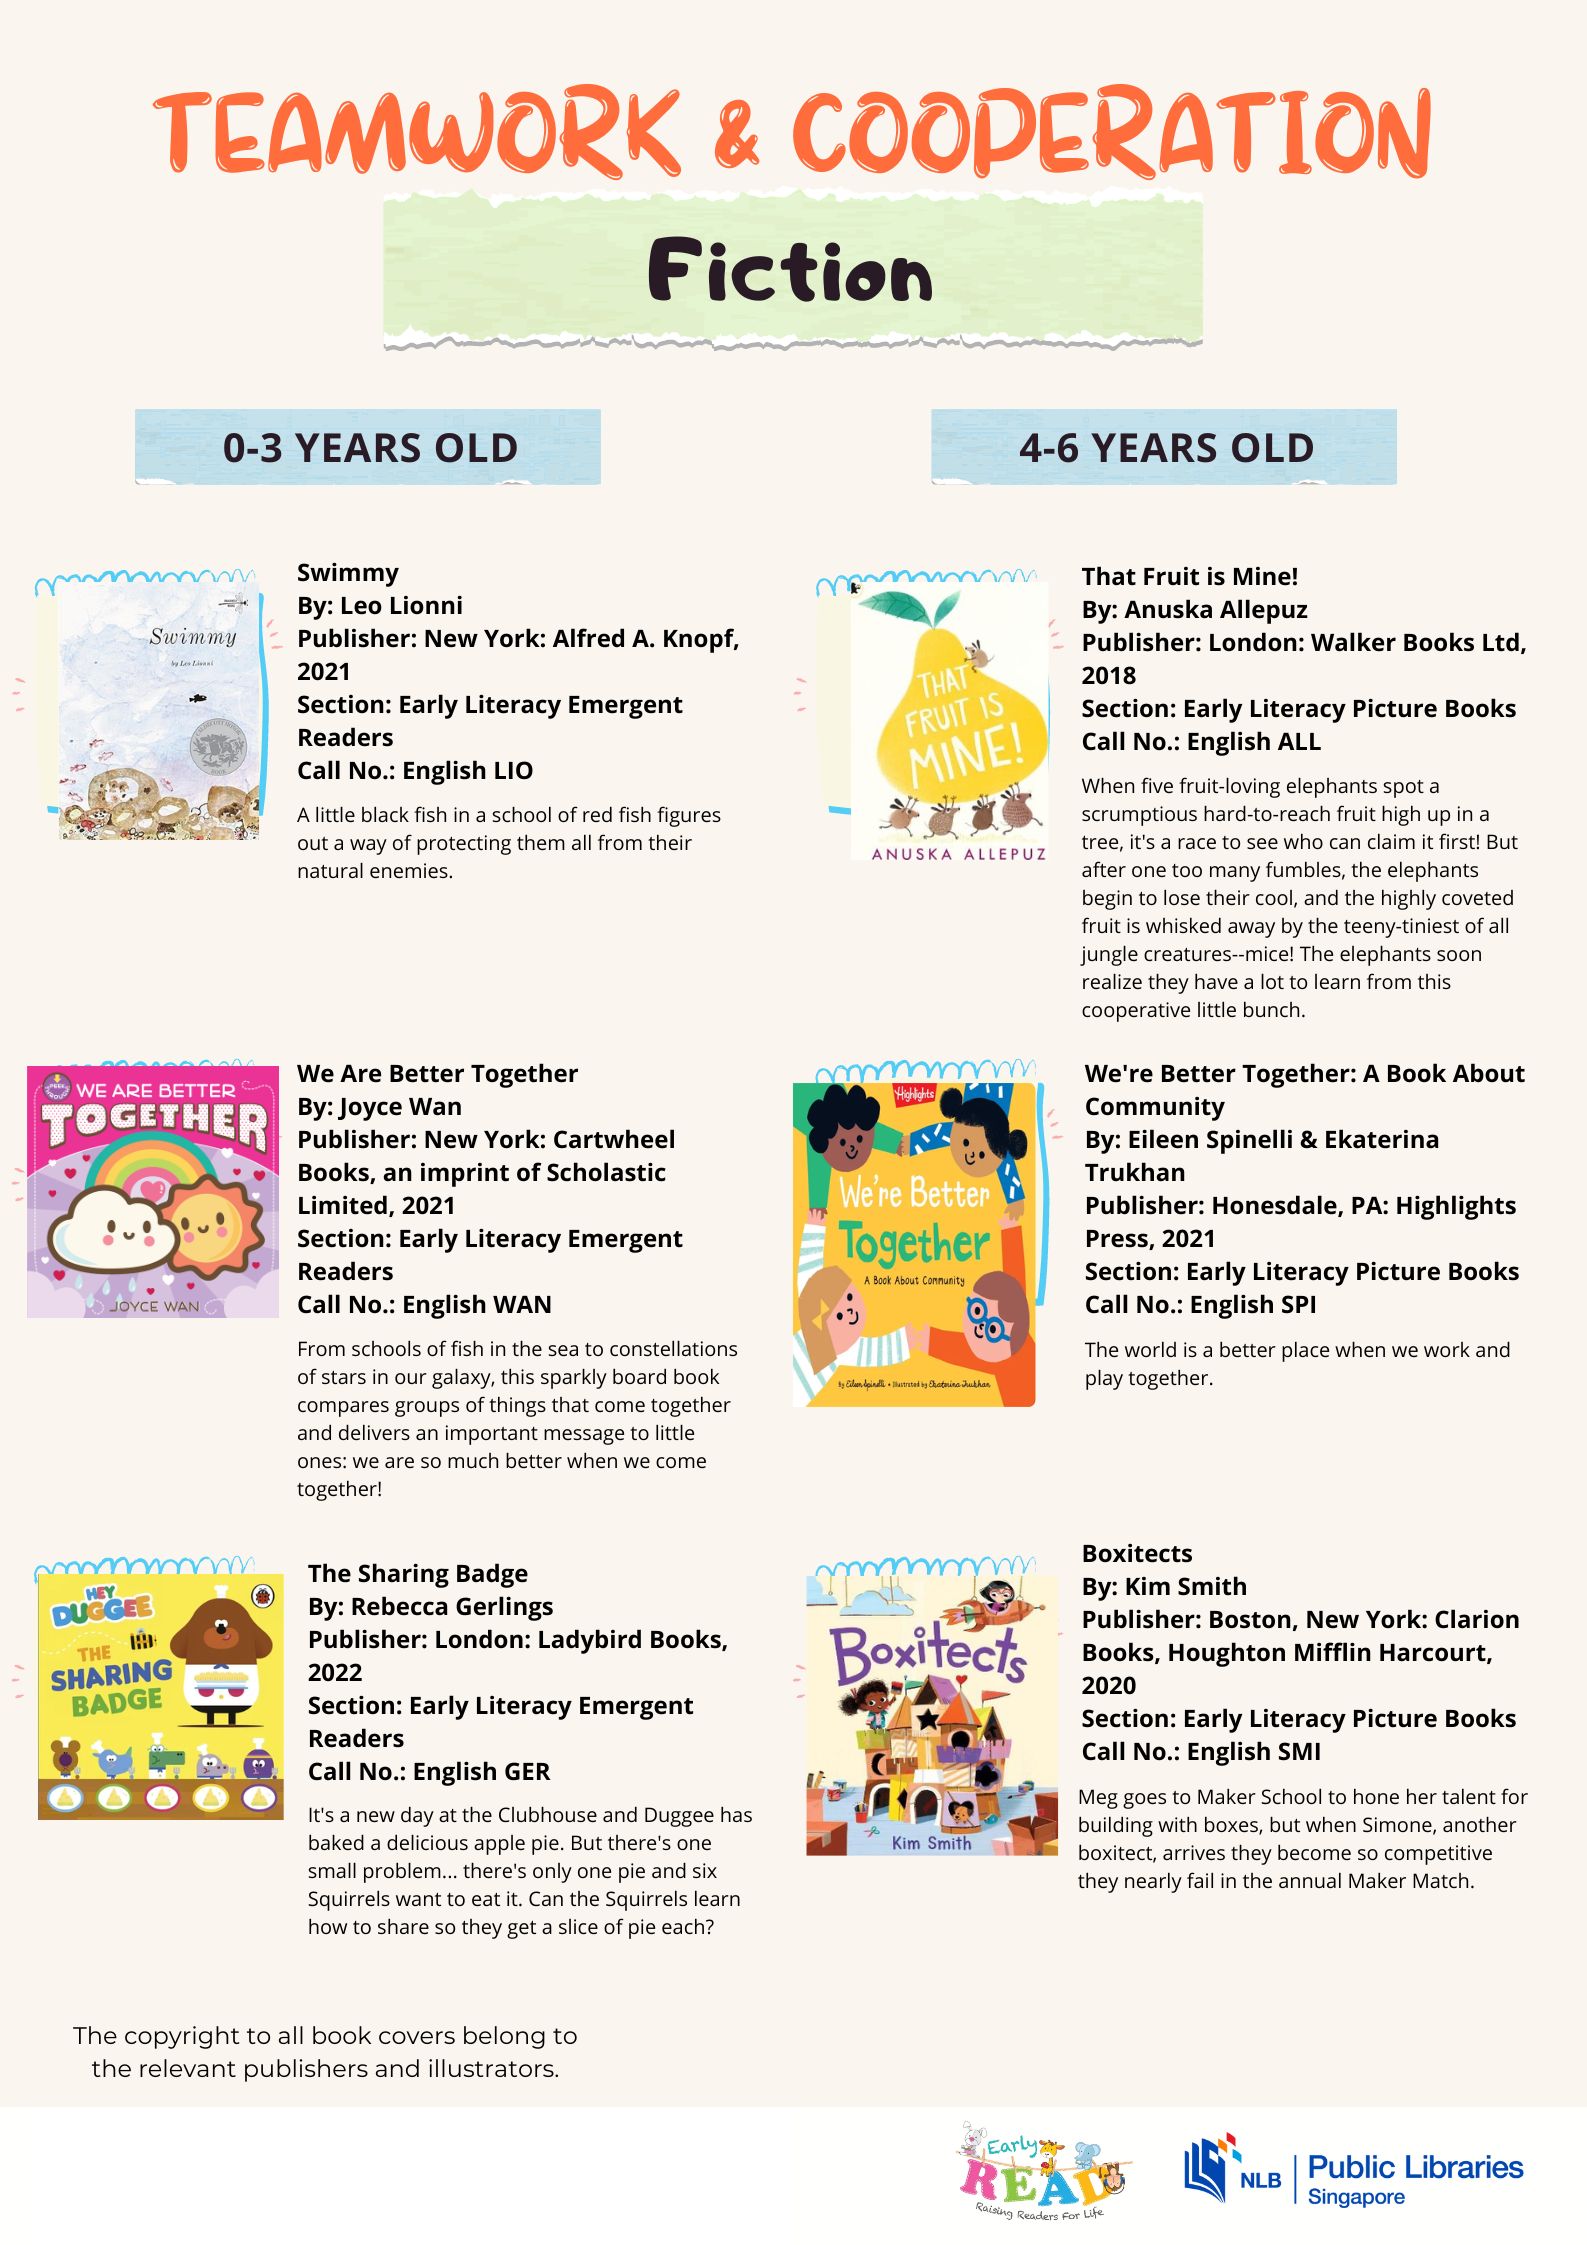 TEAMWORK & COOPERATION
Fiction
0-3 YEARS OLD
Swimmy
by Leo Lionni
Swimmy
By: Leo Lionni
Publisher: New York: Alfred A. Knopf,
2021
Section: Early Literacy Emergent
Readers
Call No.: English LIO
A little black fish in a school of red fish figures
out a way of protecting them all from their
natural enemies.
WE ARE BETTER
TOGETHER
JOYCE WAN
We Are Better Together
By: Joyce Wan
Publisher: New York: Cartwheel
Books, an imprint of Scholastic
Limited, 2021
Section: Early Literacy Emergent
Readers
Call No.: English WAN
From schools of fish in the sea to constellations
of stars in our galaxy, this sparkly board book
compares groups of things that come together
and delivers an important message to little
ones: we are so much better when we come
together!
HEY
DUGGEE
THE
SHARING
BADGE
The Sharing Badge
By: Rebecca Gerlings
Publisher: London: Ladybird Books,
2022
Section: Early Literacy Emergent
Readers
Call No.: English GER
It's a new day at the Clubhouse and Duggee has
baked a delicious apple pie. But there's one
small problem... there's only one pie and six
Squirrels want to eat it. Can the Squirrels learn
how to share so they get a slice of pie each?
4-6 YEARS OLD
THAT
FRUIT IS
MINE!
ANUSKA ALLEPUZ
That Fruit is Mine!
By: Anuska Allepuz
Publisher: London: Walker Books Ltd,
2018
Section: Early Literacy Picture Books
Call No.: English ALL
When five fruit-loving elephants spot a
scrumptious hard-to-reach fruit high up in a
tree, it's a race to see who can claim it first! But
after one too many fumbles, the elephants
begin to lose their cool, and the highly coveted
fruit is whisked away by the teeny-tiniest of all
jungle creatures--mice! The elephants soon
realize they have a lot to learn from this
cooperative little bunch.
Highlights
We're Better
Together
A Book About Community
By Eileen Spinelli • Illustrated by Ekaterina Trukhan
We're Better Together: A Book About
Community
By: Eileen Spinelli & Ekaterina
Trukhan
Publisher: Honesdale, PA: Highlights
Press, 2021
Section: Early Literacy Picture Books
Call No.: English SPI
The world is a better place when we work and
play together.
Boxitects
Kim Smith
Boxitects
By: Kim Smith
Publisher: Boston, New York: Clarion
Books, Houghton Mifflin Harcourt,
2020
Section: Early Literacy Picture Books
Call No.: English SMI
Meg goes to Maker School to hone her talent for
building with boxes, but when Simone, another
boxitect, arrives they become so competitive
they nearly fail in the annual Maker Match.
The copyright to all book covers belong to
the relevant publishers and illustrators.
Early
READ
Raising Readers For Life
NLB
Public Libraries
Singapore